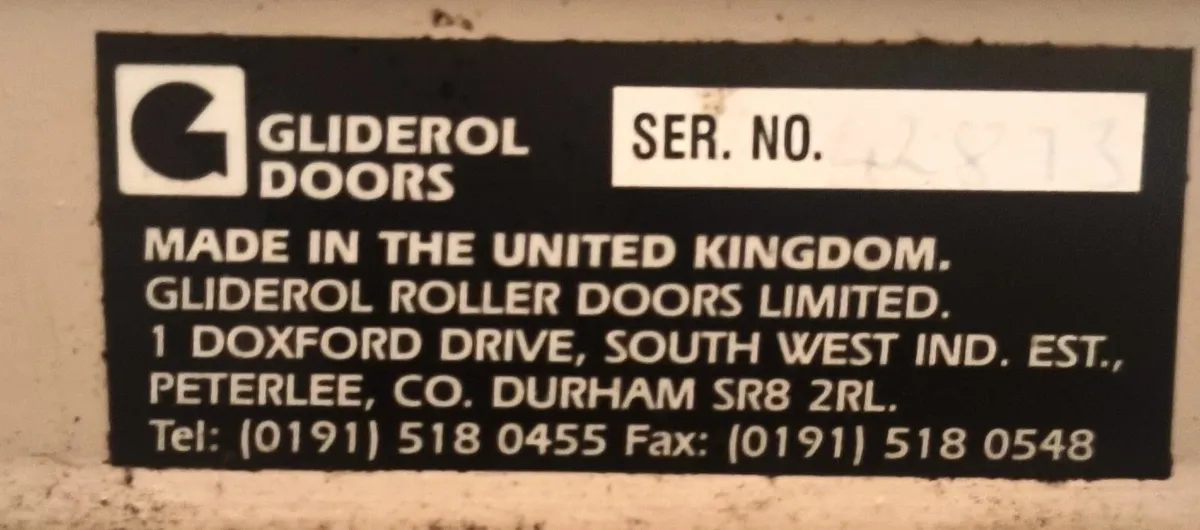 GLIDEROL
DOORS
SER. NO.
MADE IN THE UNITED KINGDOM.
GLIDEROL ROLLER DOORS LIMITED.
1 DOXFORD DRIVE, SOUTH WEST IND. EST.,
PETERLEE, CO. DURHAM SR8 2RL.
Tel: (0191) 518 0455 Fax: (0191) 518 0548